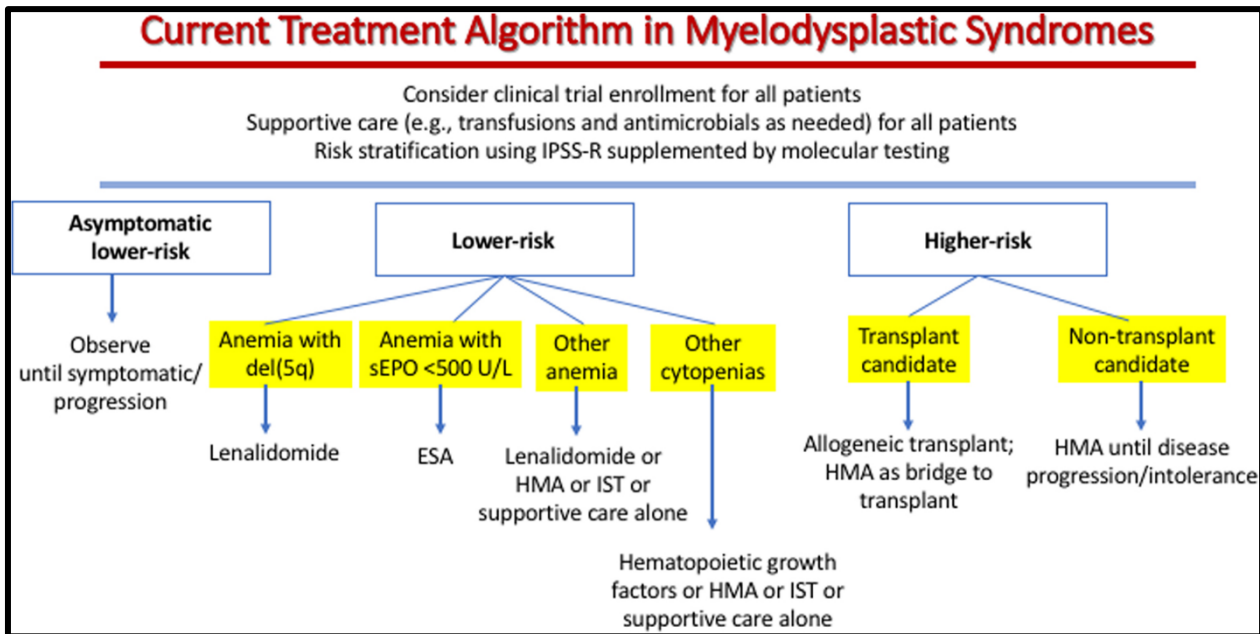 Current Treatment Algorithm in Myelodysplastic Syndromes
Consider clinical trial enrollment for all patients
Supportive care (e.g., transfusions and antimicrobials as needed) for all patients
Risk stratification using IPSS-R supplemented by molecular testing
Asymptomatic
lower-risk
Observe
until symptomatic/
progression
Lower-risk
Anemia with
del(5q)
Lenalidomide
Anemia with
sEPO <500 U/L
ESA
Other
anemia
Lenalidomide or
HMA or IST or
supportive care alone
Other
cytopenias
Hematopoietic growth
factors or HMA or IST or
supportive care alone
Higher-risk
Transplant
candidate
Allogeneic transplant;
HMA as bridge to
transplant
Non-transplant
candidate
HMA until disease
progression/intolerance